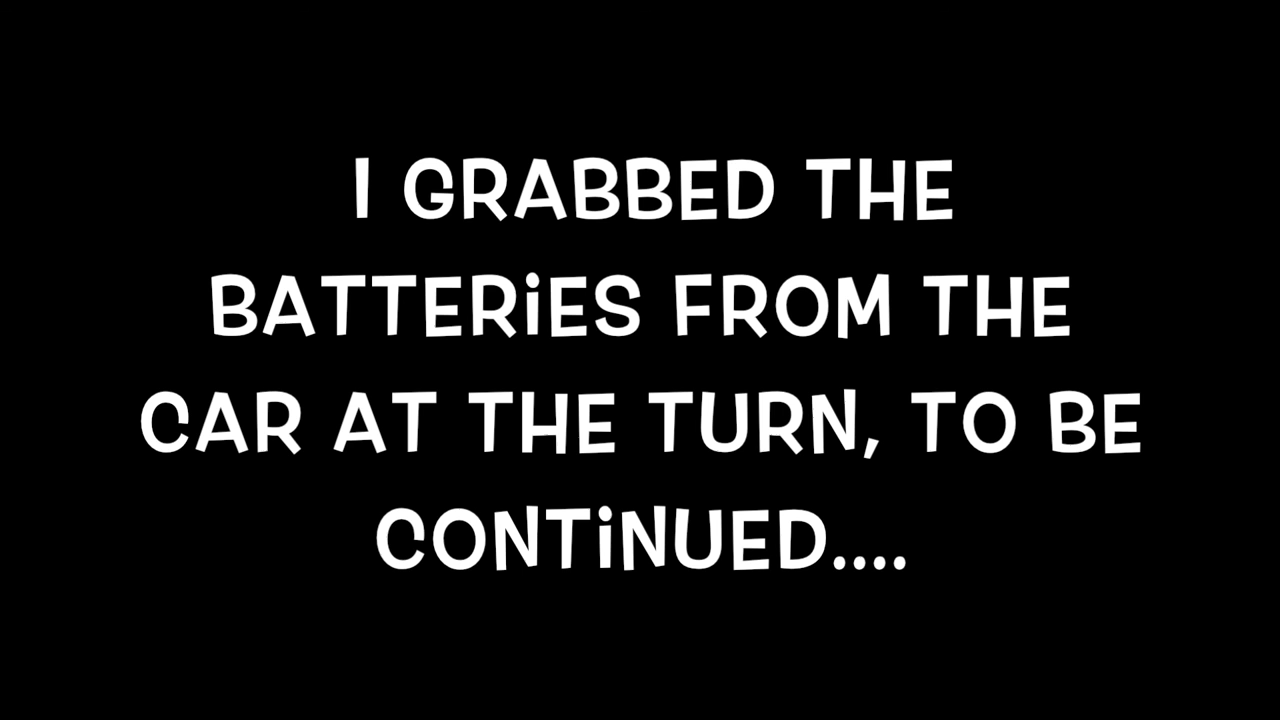 I GRABBED THE
BATTERiES FROM THE
CAR AT THE TURN, TO BE
CONTiNUED....